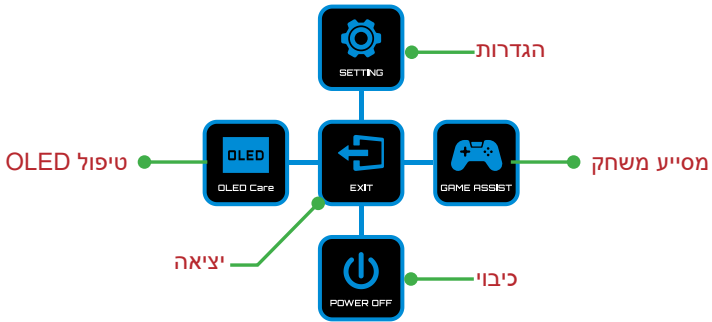 הגדרות
SETTING
טיפול OLED
OLED
OLED Care
EXIT
GAME ASSIST
מסייע משחק
יציאה
כיבוי
POWER OFF